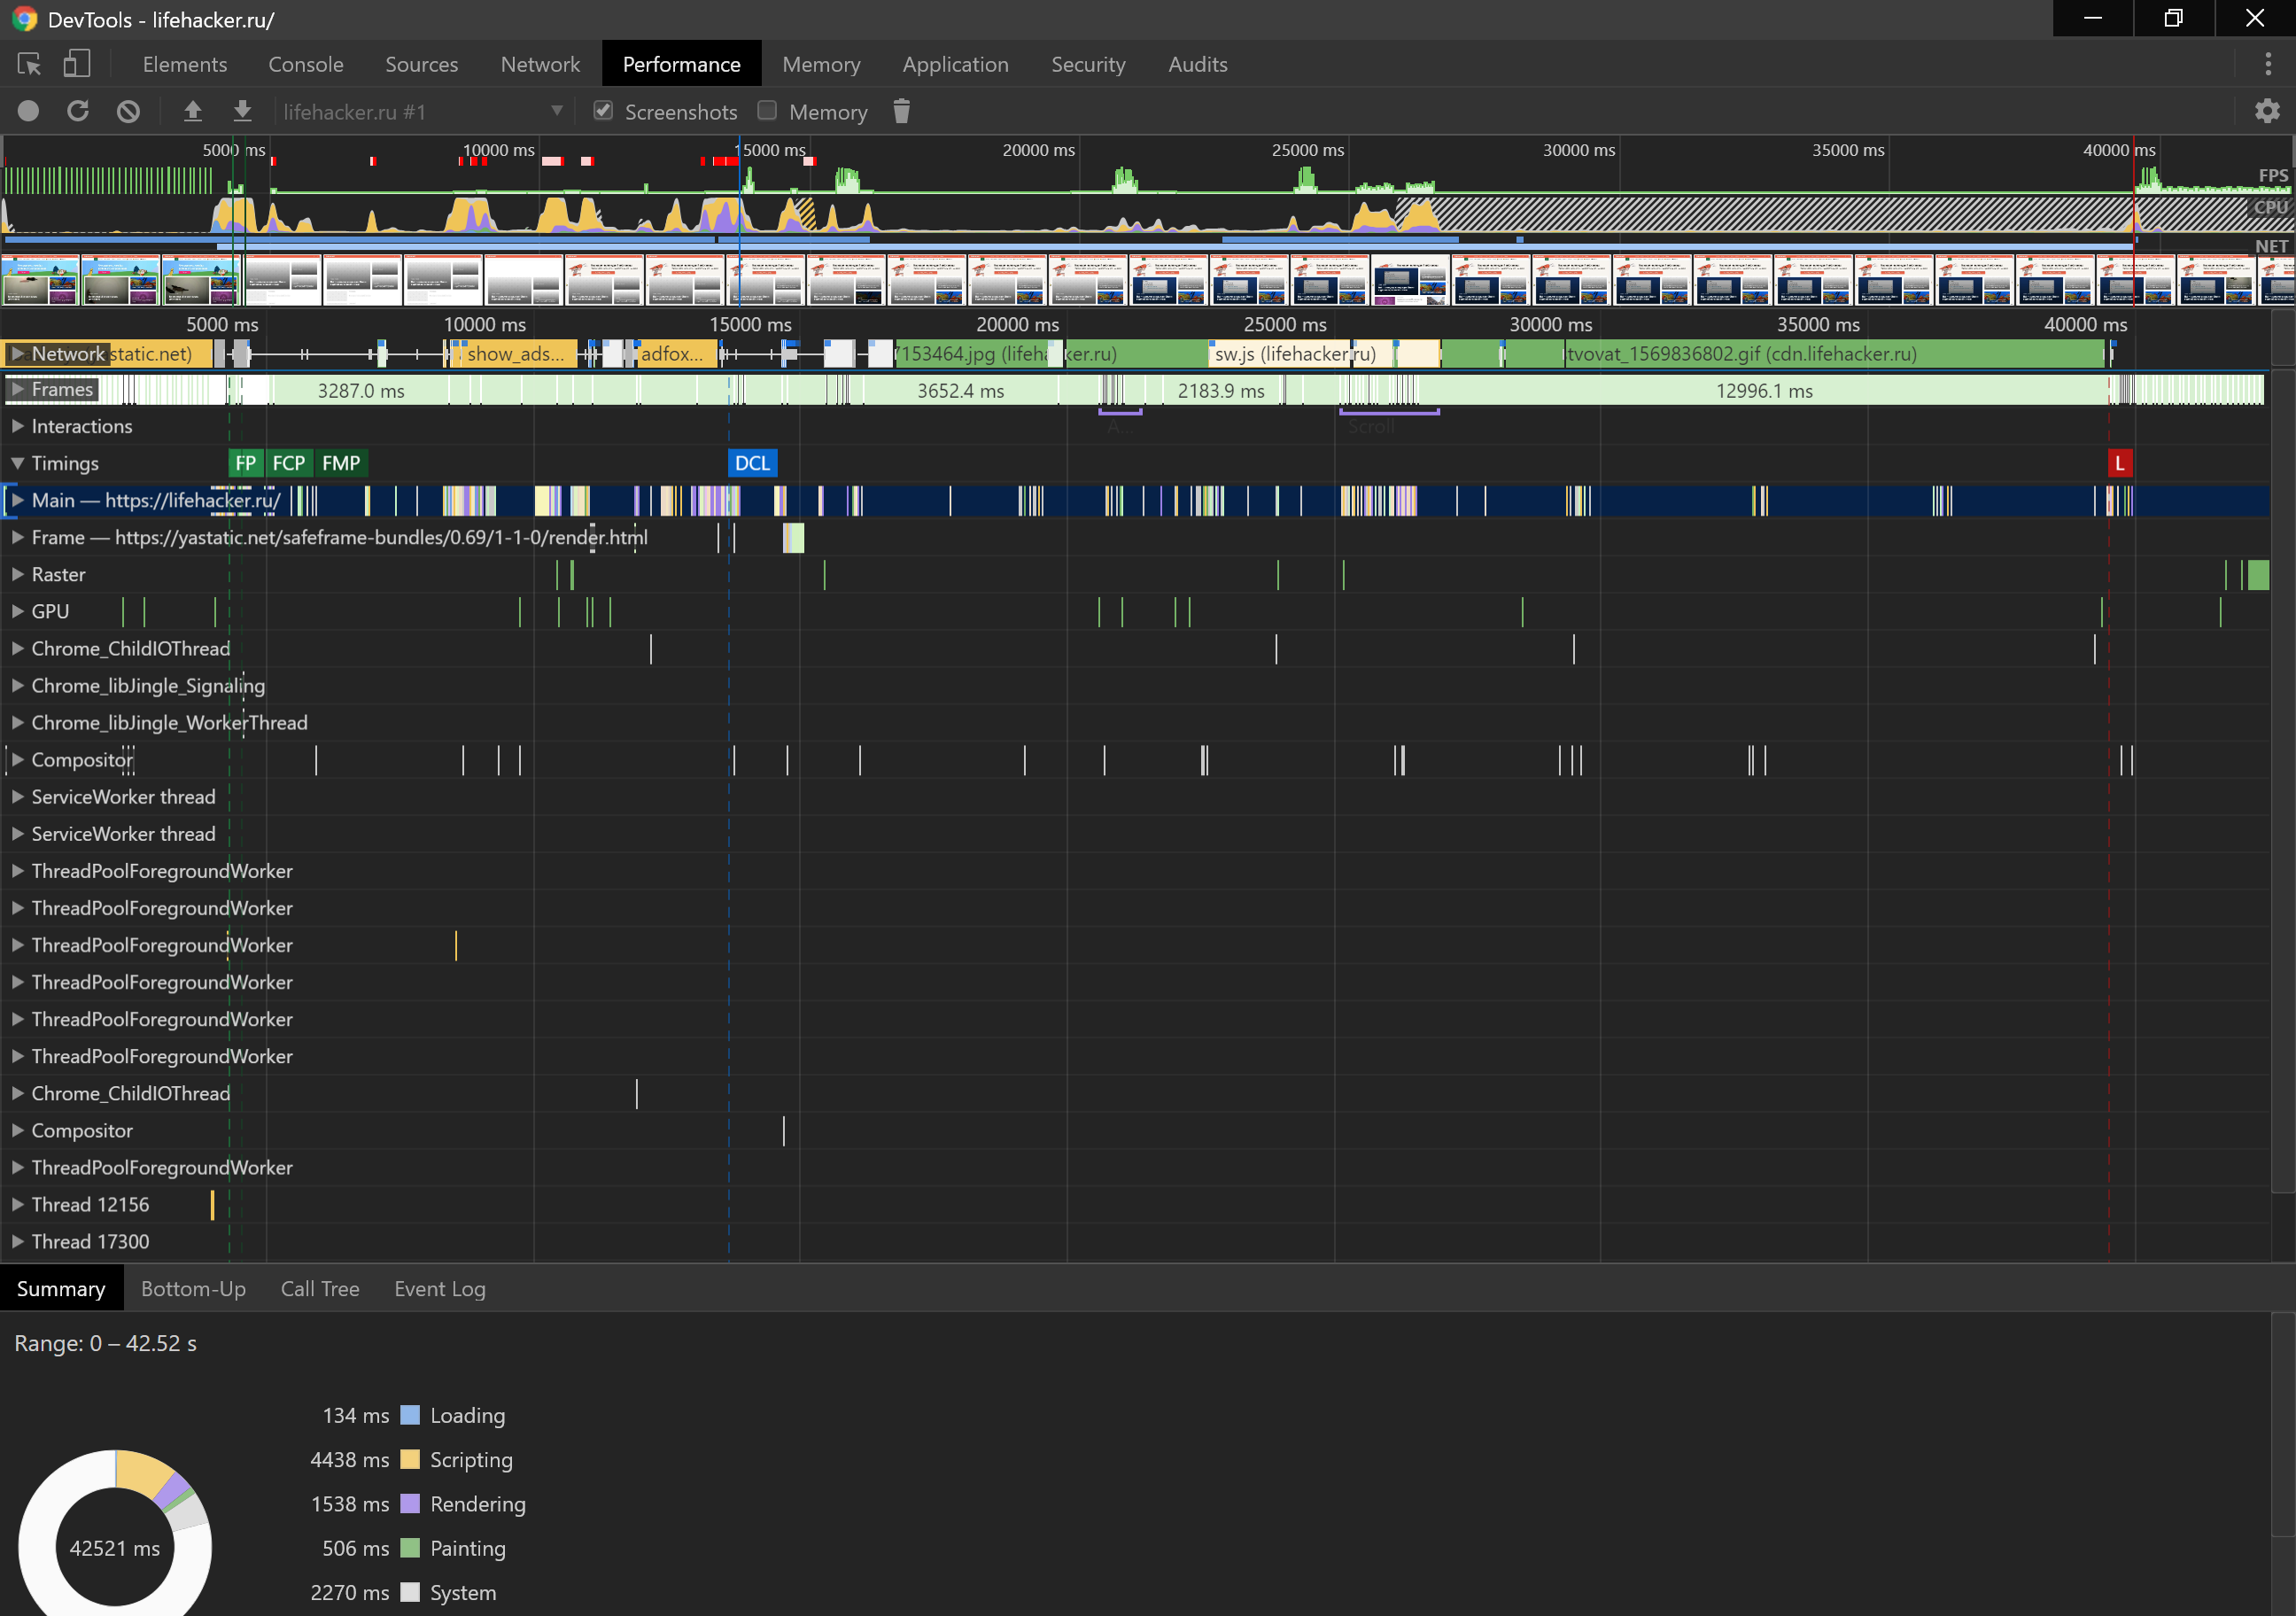 DevTools - lifehacker.ru/
Elements Console Sources Network Performance Memory Application Security Audits
lifehacker.ru #1 Screenshots Memory
5000 ms 10000 ms 15000 ms 20000 ms 25000 ms 30000 ms 35000 ms 40000 ms
FPS
CPU
NET
5000 ms 10000 ms 15000 ms 20000 ms 25000 ms 30000 ms 35000 ms 40000 ms
Network static.net) show_ads... adfox... 7153464.jpg (lifehacker.ru) sw.js (lifehacker.ru) tvovat_1569836802.gif (cdn.lifehacker.ru)
Frames 3287.0 ms 3652.4 ms 2183.9 ms 12996.1 ms
Interactions A... Scroll
Timings FP FCP FMP DCL L
Main — https://lifehacker.ru/
Frame — https://yastatic.net/safeframe-bundles/0.69/1-1-0/render.html
Raster
GPU
Chrome_ChildIOThread
Chrome_libJingle_Signaling
Chrome_libJingle_WorkerThread
Compositor
ServiceWorker thread
ServiceWorker thread
ThreadPoolForegroundWorker
ThreadPoolForegroundWorker
ThreadPoolForegroundWorker
ThreadPoolForegroundWorker
ThreadPoolForegroundWorker
ThreadPoolForegroundWorker
Chrome_ChildIOThread
Compositor
ThreadPoolForegroundWorker
Thread 12156
Thread 17300
Summary Bottom-Up Call Tree Event Log
Range: 0 – 42.52 s
134 ms Loading
4438 ms Scripting
1538 ms Rendering
42521 ms
506 ms Painting
2270 ms System